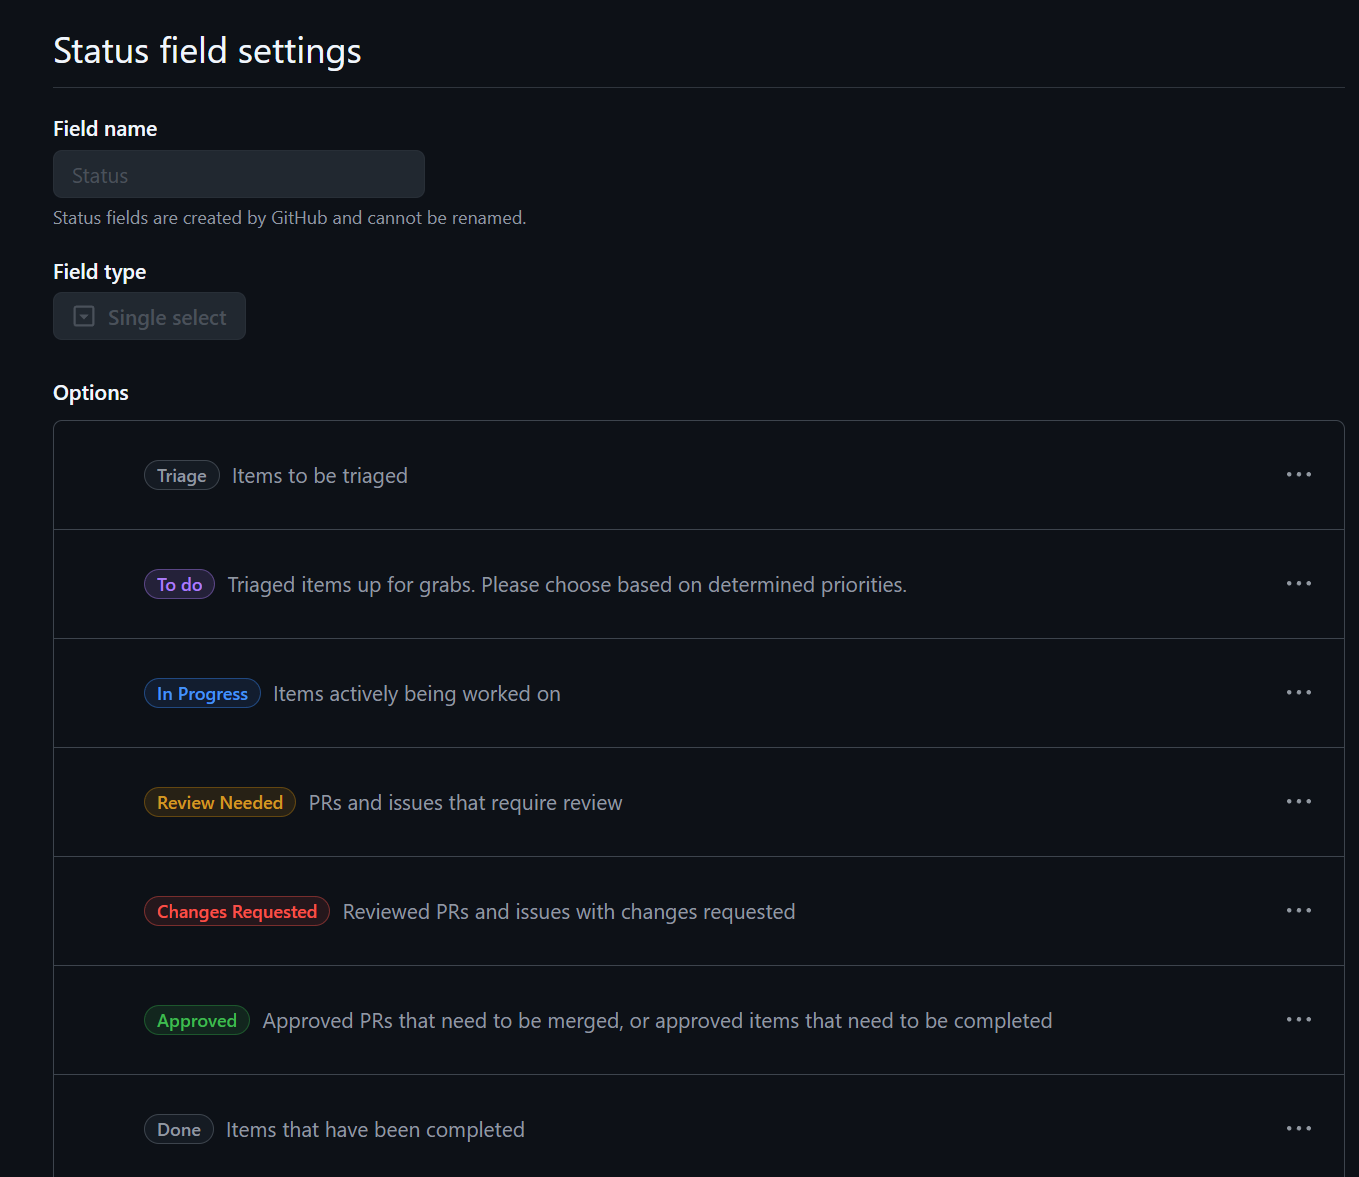 Status field settings
Field name
Status
Status fields are created by GitHub and cannot be renamed.
Field type
Single select
Options
Triage Items to be triaged
To do Triaged items up for grabs. Please choose based on determined priorities.
In Progress Items actively being worked on
Review Needed PRs and issues that require review
Changes Requested Reviewed PRs and issues with changes requested
Approved Approved PRs that need to be merged, or approved items that need to be completed
Done Items that have been completed